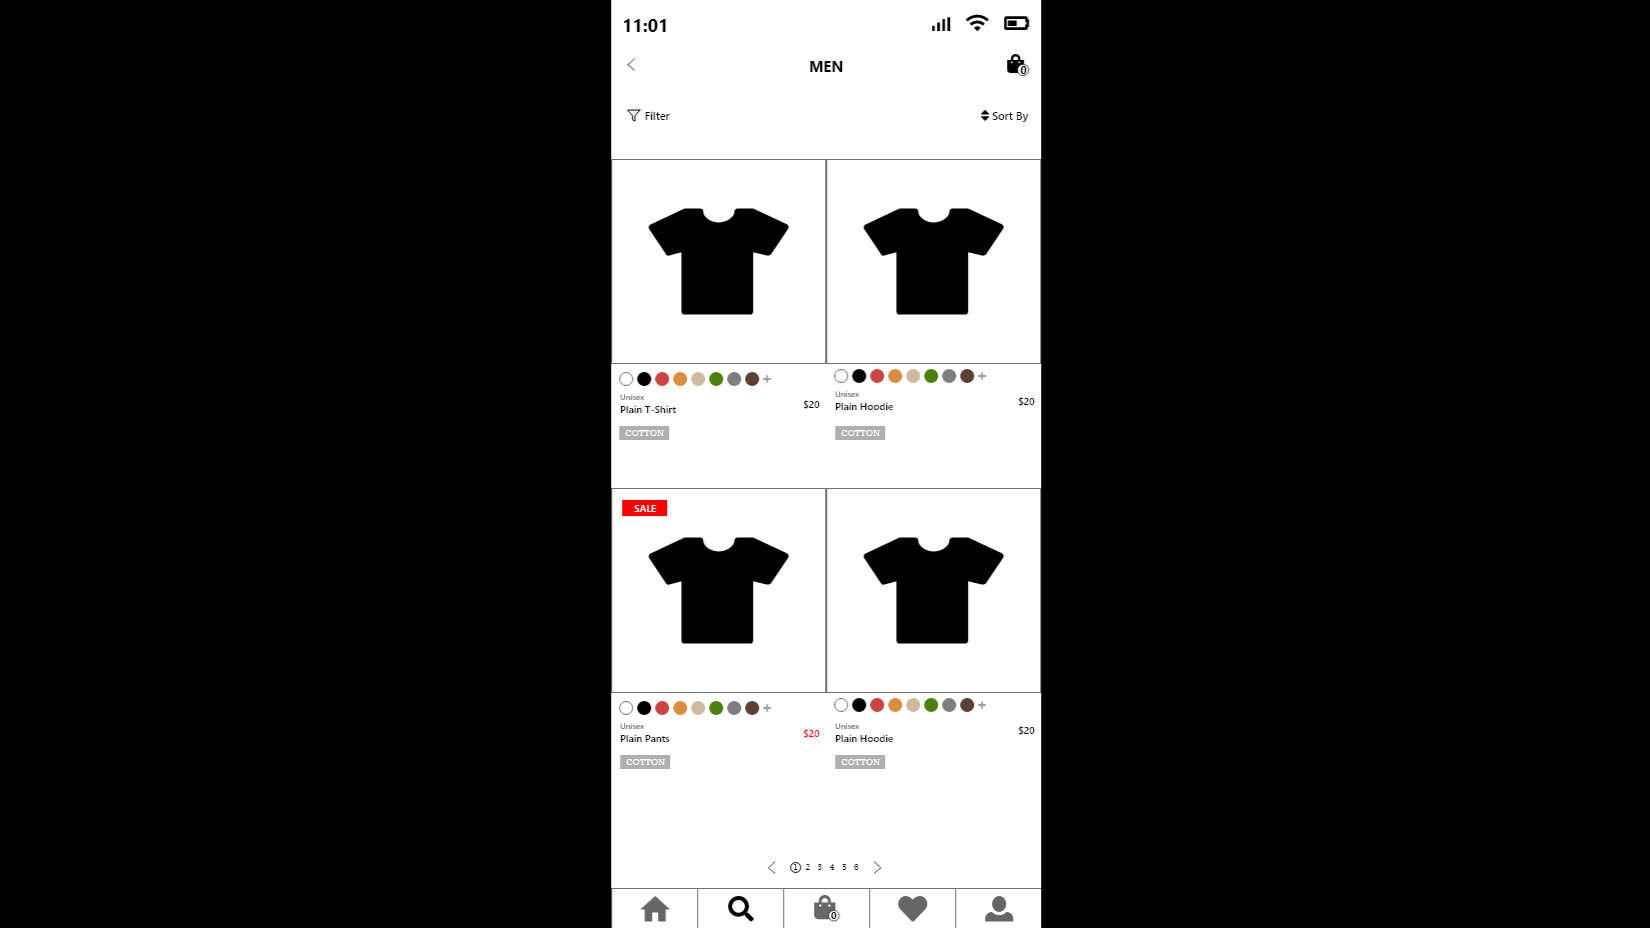 11:01
MEN
0
Filter
Sort By
+
+
Unisex
Plain T-Shirt
$20
COTTON
Unisex
Plain Hoodie
$20
COTTON
SALE
+
+
Unisex
Plain Pants
$20
COTTON
Unisex
Plain Hoodie
$20
COTTON
1 2 3 4 5 6
0